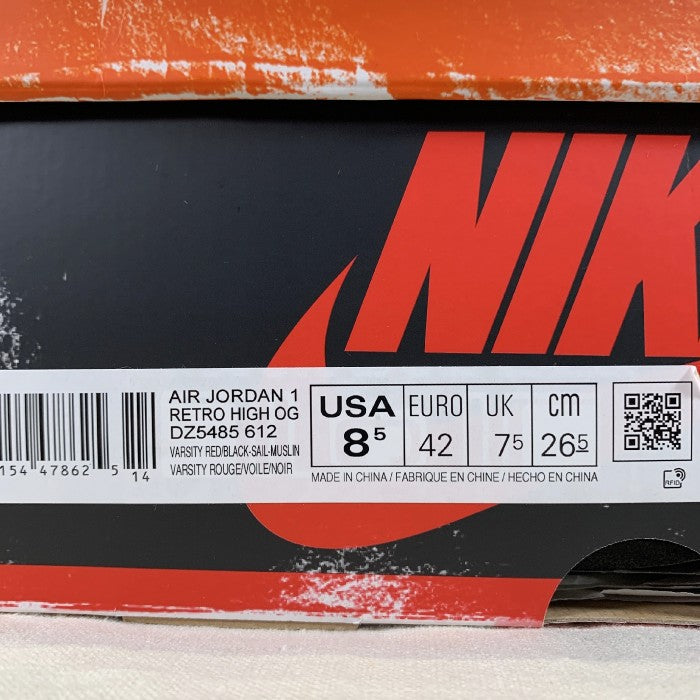 NIK
AIR JORDAN 1
RETRO HIGH OG
DZ5485 612
VARSITY RED/BLACK-SAIL-MUSLIN
VARSITY ROUGE/VOILE/NOIR
154 47862 5 14
USA 8⁵
EURO 42
UK 7⁵
cm 26⁵
MADE IN CHINA / FABRIQUE EN CHINE / HECHO EN CHINA
RFID